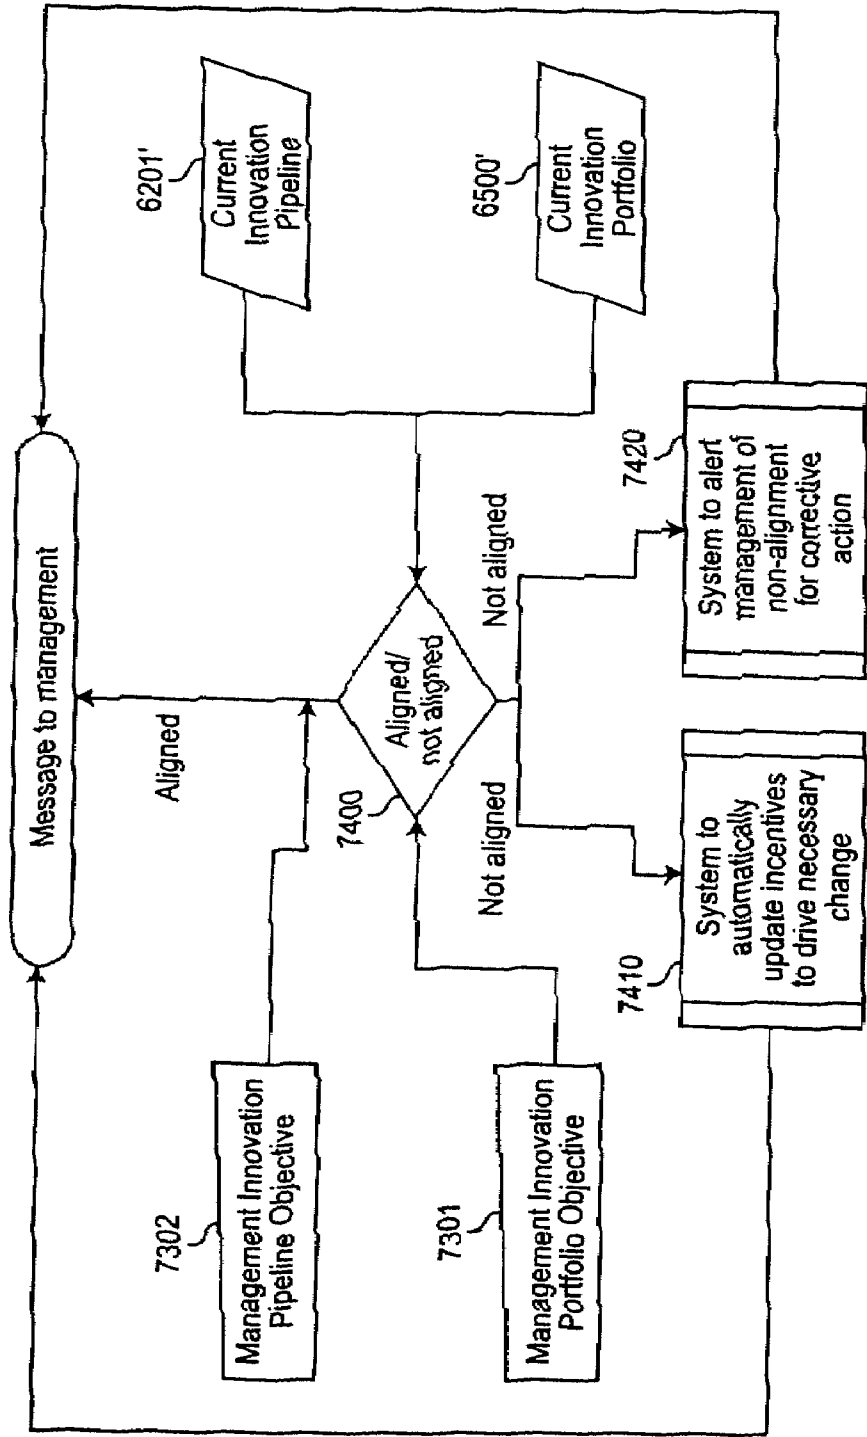 Message to management
Aligned
7302
Management Innovation
Pipeline Objective
7301
Management Innovation
Portfolio Objective
7400
Aligned/
not aligned
6201'
Current
Innovation
Pipeline
6500'
Current
Innovation
Portfolio
Not aligned
Not aligned
7410
System to
automatically
update incentives
to drive necessary
change
7420
System to alert
management of
non-alignment
for corrective
action